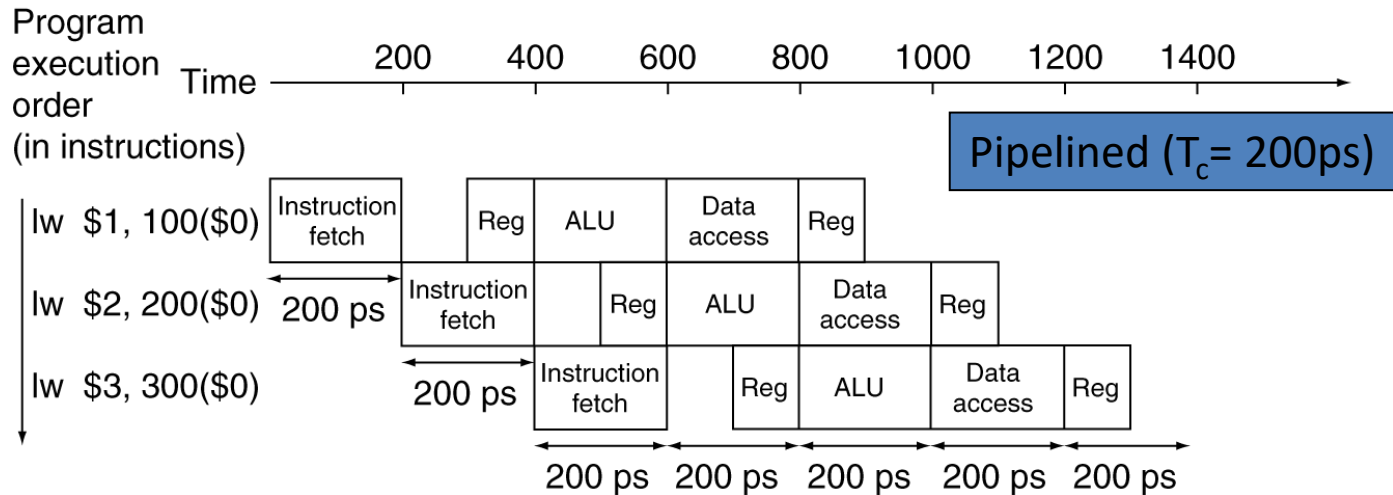 Program
execution
order
(in instructions)
Time
200 400 600 800 1000 1200 1400
Pipelined (Tc= 200ps)
lw $1, 100($0)
Instruction
fetch
Reg
ALU
Data
access
Reg
lw $2, 200($0)
200 ps
Instruction
fetch
Reg
ALU
Data
access
Reg
lw $3, 300($0)
200 ps
Instruction
fetch
Reg
ALU
Data
access
Reg
200 ps 200 ps 200 ps 200 ps 200 ps